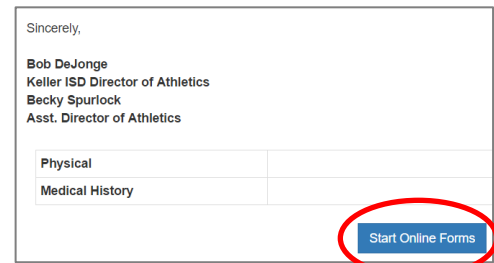 Sincerely,
Bob DeJonge
Keller ISD Director of Athletics
Becky Spurlock
Asst. Director of Athletics
Physical
Medical History
Start Online Forms